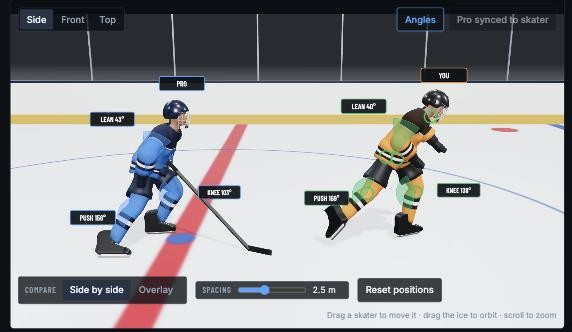 Side Front Top Angles Pro synced to skater
PRO
YOU
LEAN 43°
LEAN 40°
KNEE 103°
KNEE 138°
PUSH 168°
COMPARE Side by side Overlay SPACING 2.5 m Reset positions
Drag a skater to move it · drag the ice to orbit · scroll to zoom